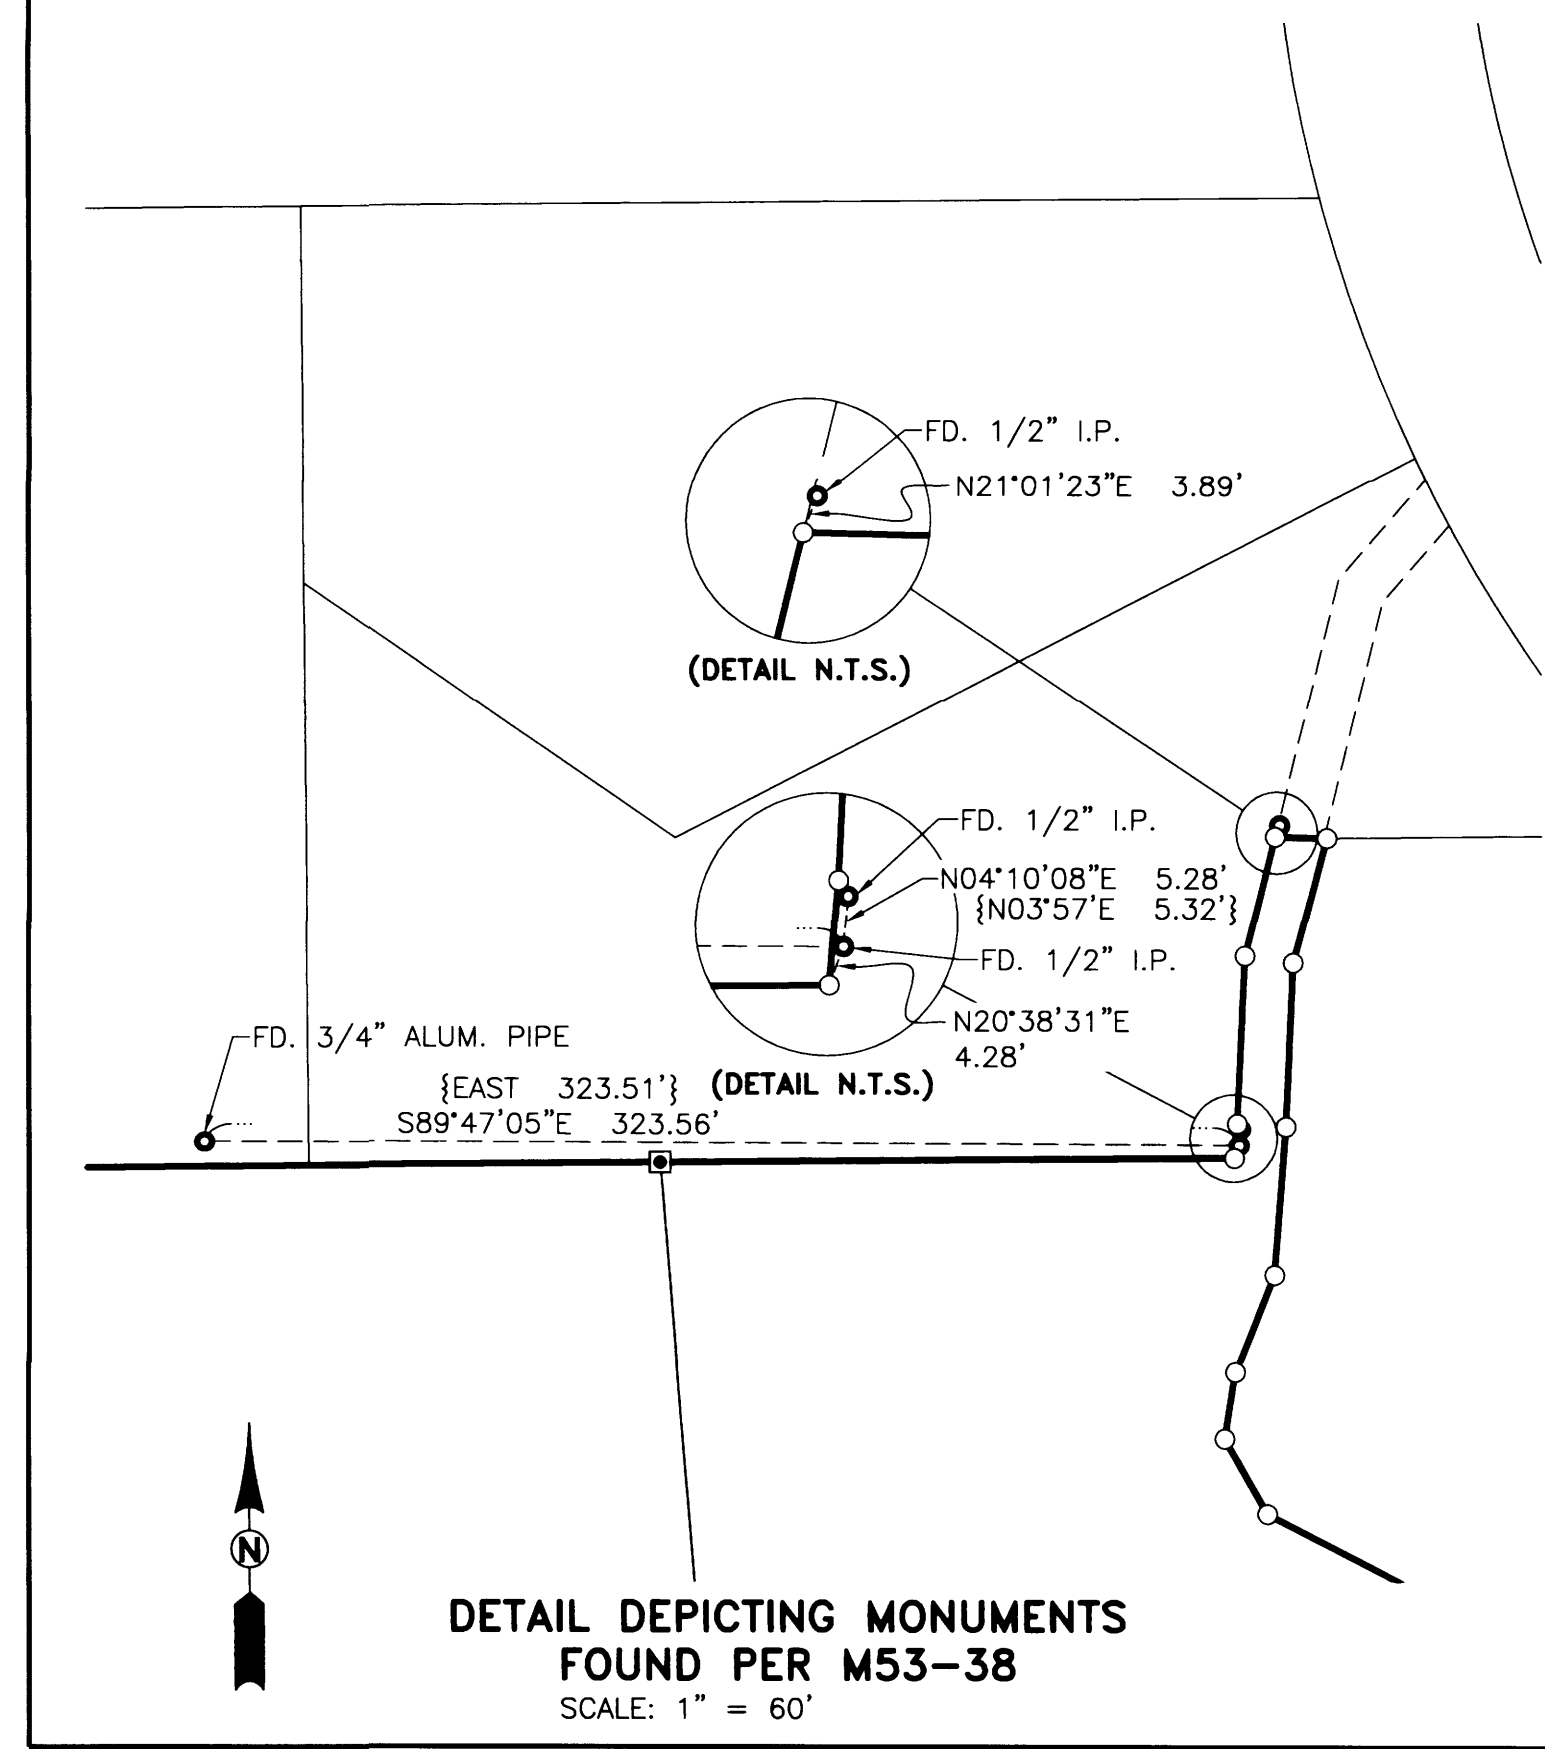 FD. 1/2" I.P.
N21°01'23"E 3.89'
(DETAIL N.T.S.)
FD. 1/2" I.P.
N04°10'08"E 5.28'
{N03°57'E 5.32'}
FD. 1/2" I.P.
N20°38'31"E
4.28'
(DETAIL N.T.S.)
FD. 3/4" ALUM. PIPE
{EAST 323.51'}
S89°47'05"E 323.56'
N
DETAIL DEPICTING MONUMENTS
FOUND PER M53-38
SCALE: 1" = 60'